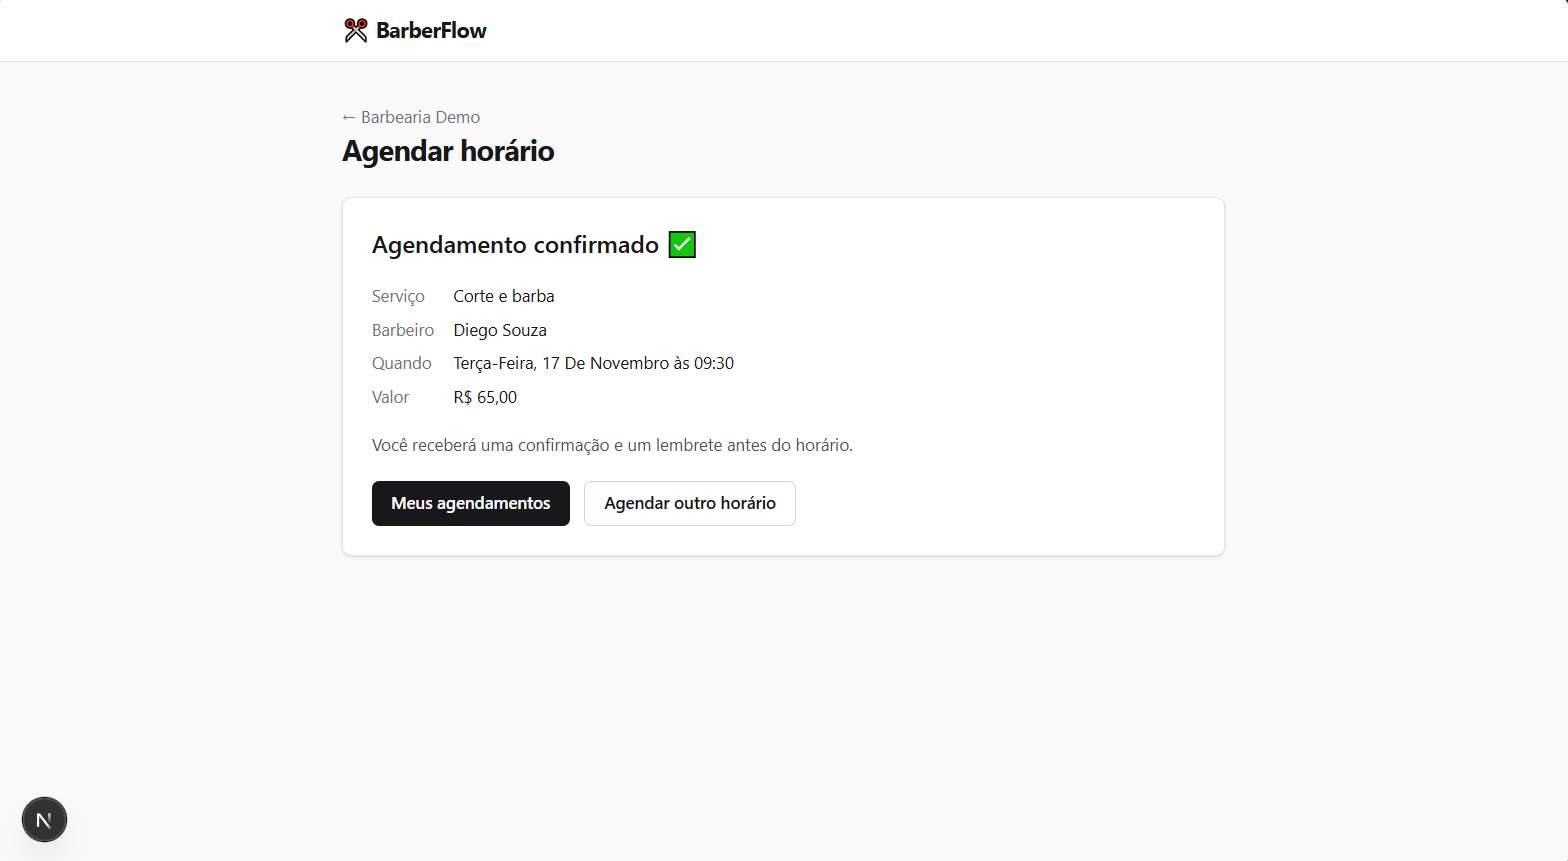 BarberFlow
← Barbearia Demo
Agendar horário
Agendamento confirmado ✅
Serviço Corte e barba
Barbeiro Diego Souza
Quando Terça-Feira, 17 De Novembro às 09:30
Valor R$ 65,00
Você receberá uma confirmação e um lembrete antes do horário.
Meus agendamentos Agendar outro horário
N